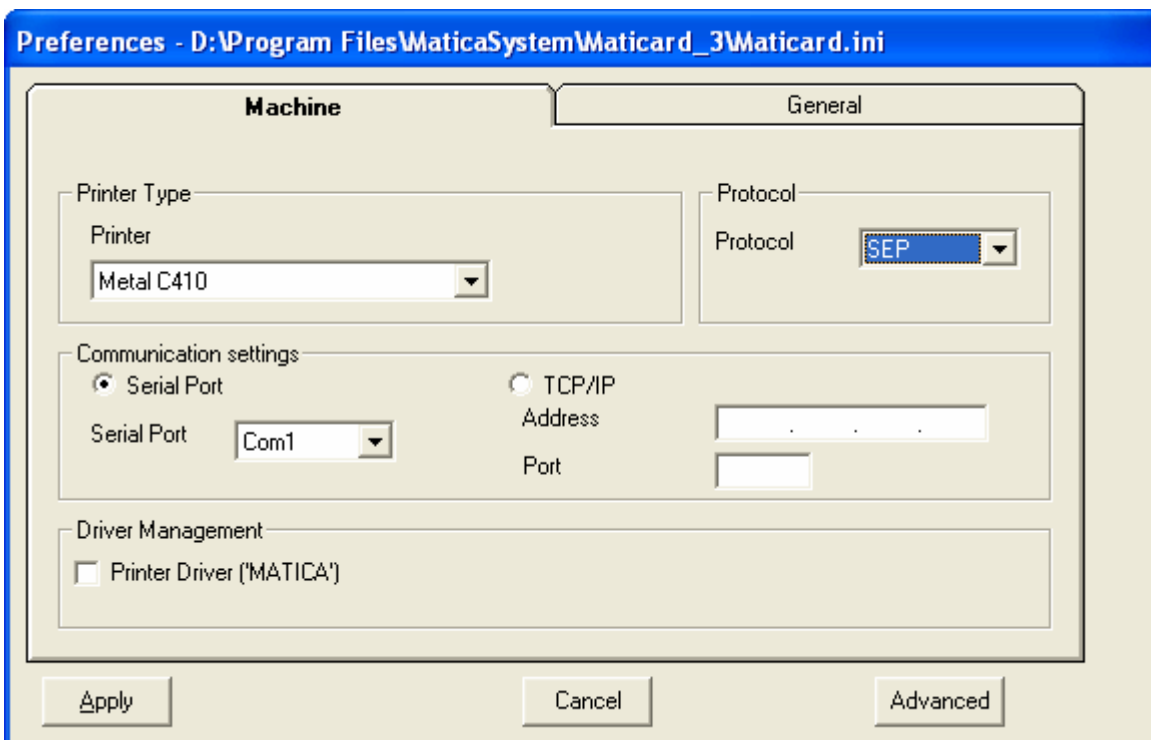 Preferences - D:\Program Files\MaticaSystem\Maticard_3\Maticard.ini
Machine General
Printer Type Protocol
Printer
Protocol SEP
Metal C410
Communication settings
Serial Port TCP/IP
Address . . .
Serial Port Com1
Port
Driver Management
Printer Driver ('MATICA')
Apply Cancel Advanced